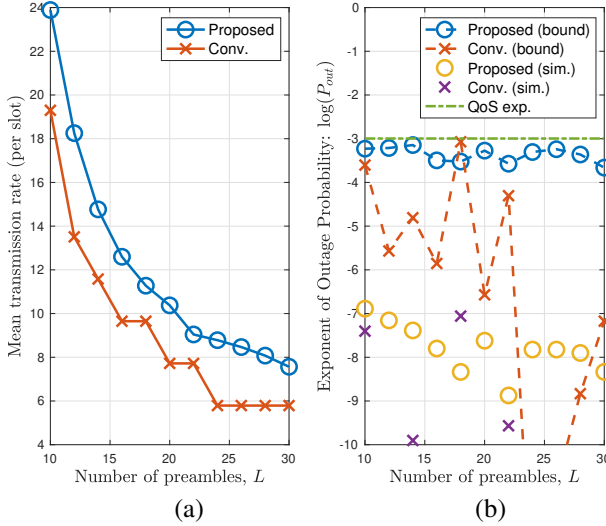 24
22
20
18
16
14
12
10
8
6
4
Mean transmission rate (per slot)
Proposed
Conv.
10 15 20 25 30
Number of preambles, L
(a)
0
-1
-2
-3
-4
-5
-6
-7
-8
-9
-10
Exponent of Outage Probability: log(P_out)
Proposed (bound)
Conv. (bound)
Proposed (sim.)
Conv. (sim.)
QoS exp.
10 15 20 25 30
Number of preambles, L
(b)